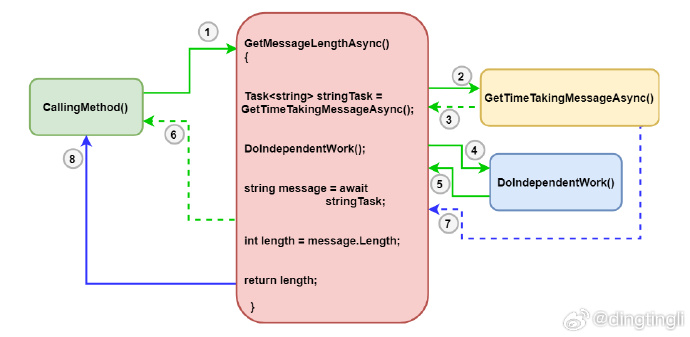 1
GetMessageLengthAsync()
{
2
Task<string> stringTask =
GetTimeTakingMessageAsync();
GetTimeTakingMessageAsync()
CallingMethod()
3
6
DoIndependentWork();
4
8
5
DoIndependentWork()
string message = await
stringTask;
7
int length = message.Length;
return length;
}
@dingtingli